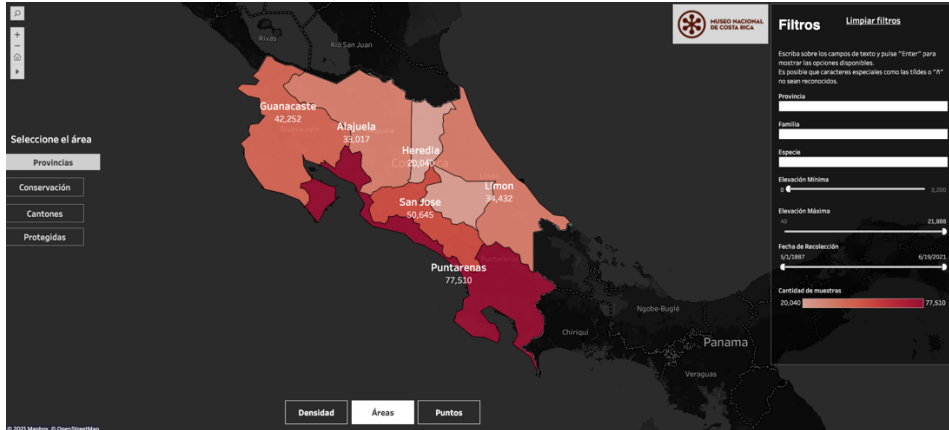 MUSEO NACIONAL
DE COSTA RICA
Filtros
Limpiar filtros
Escriba sobre los campos de texto y pulse "Enter" para
mostrar las opciones disponibles.
Es posible que caracteres especiales como las tildes o "ñ"
no sean reconocidos.
Provincia
Familia
Especie
Elevación Mínima
0
3,280
Elevación Máxima
40
21,888
Fecha de Recolección
5/1/1887
6/19/2021
Cantidad de muestras
20,040
77,510
Seleccione el área
Provincias
Conservación
Cantones
Protegidas
Rivas
Río San Juan
Guanacaste
42,252
Alajuela
33,017
Heredia
20,040
Limon
34,432
San Jose
50,645
Puntarenas
Puntarenas
77,510
Chiriquí
Ngobe-Buglé
Panama
Veraguas
Densidad
Áreas
Puntos
© 2021 Mapbox © OpenStreetMap